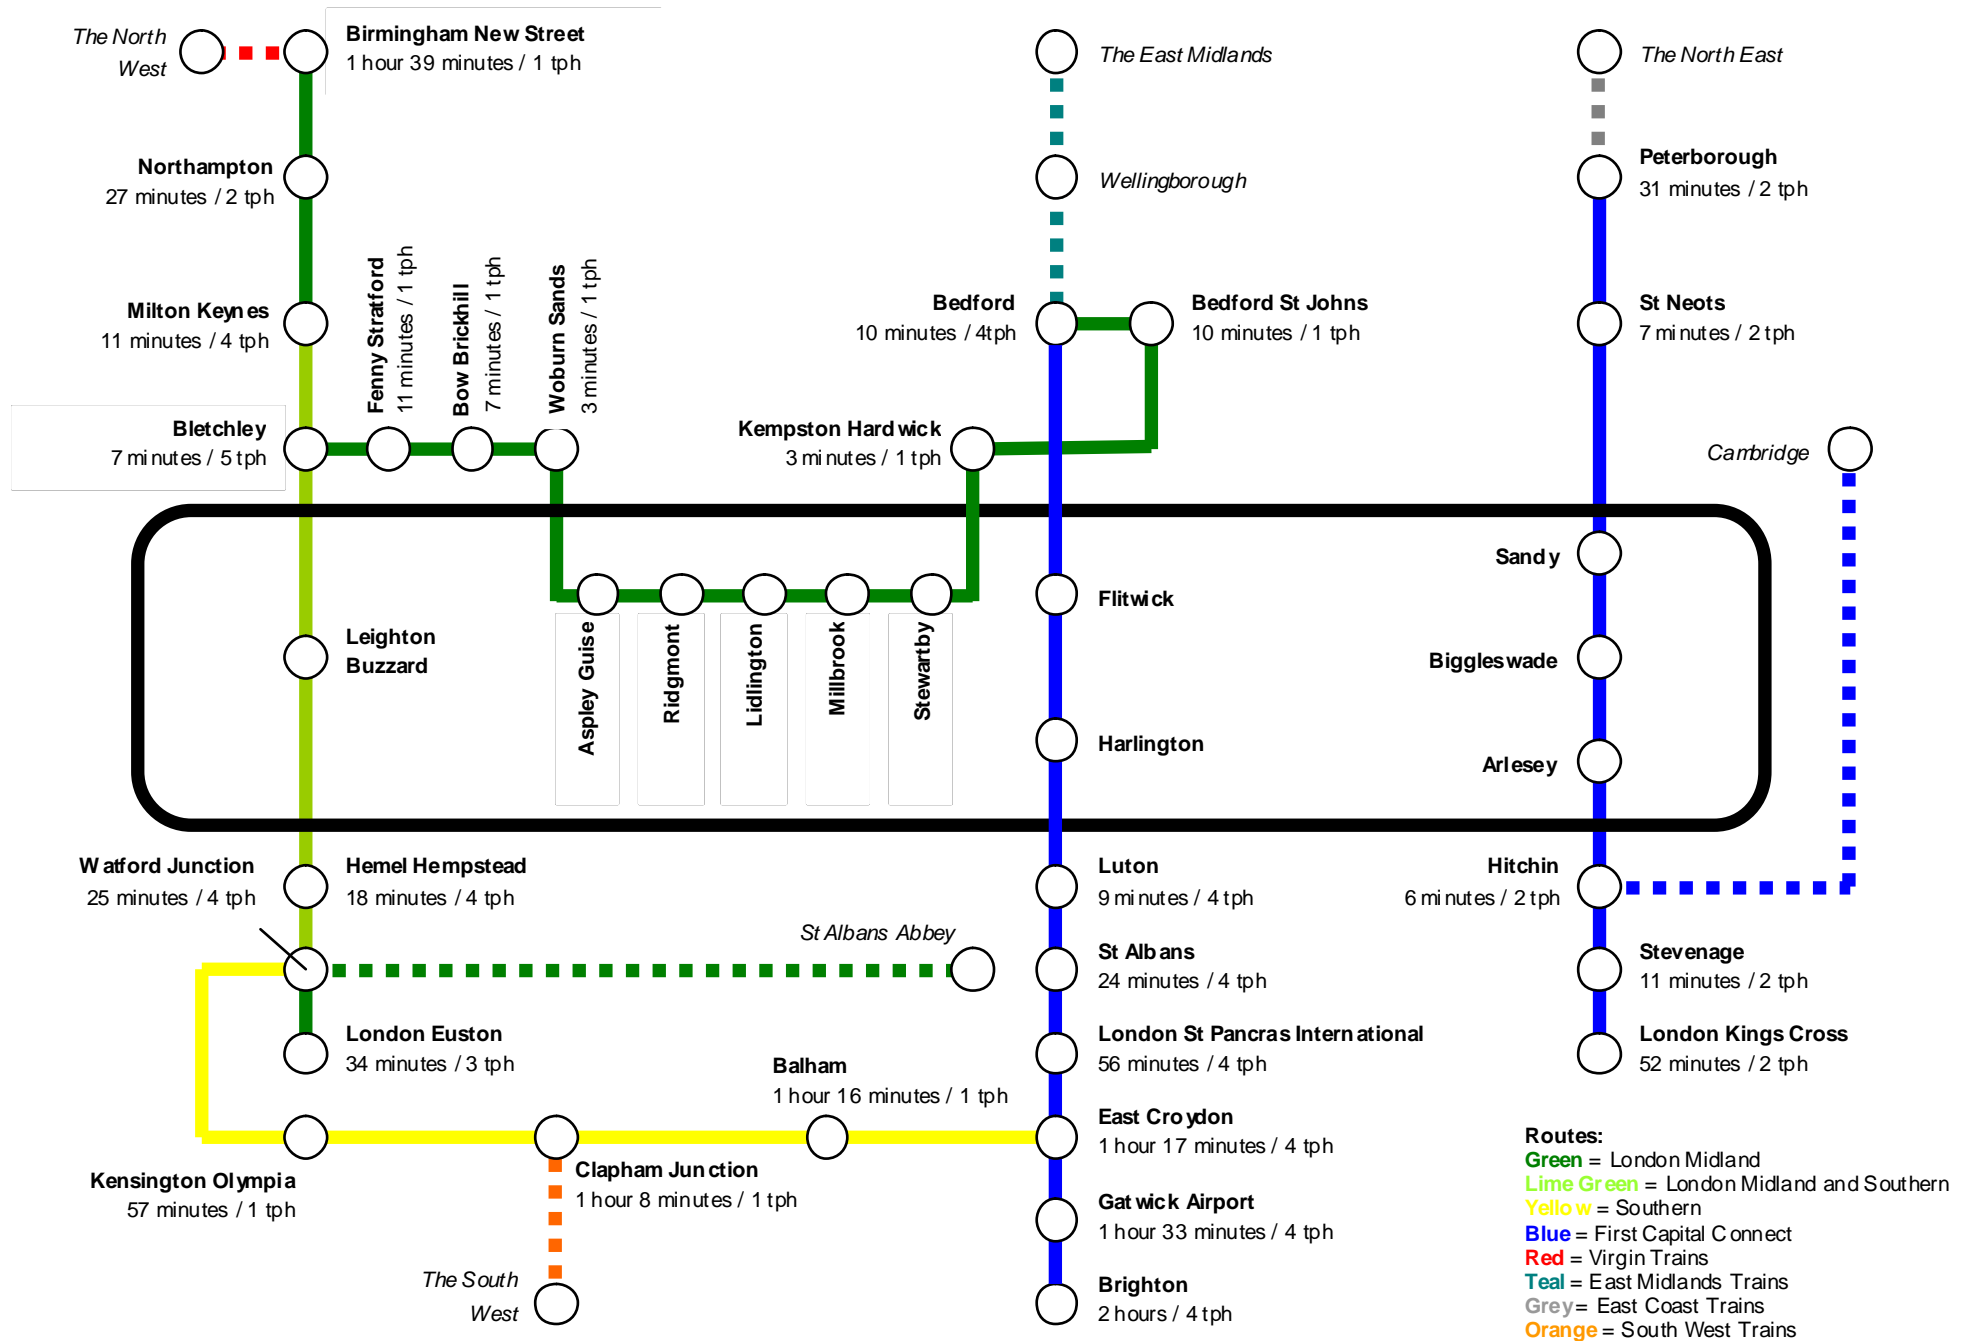 The North
West
Birmingham New Street
1 hour 39 minutes / 1 tph
The East Midlands
The North East
Northampton
27 minutes / 2 tph
Wellingborough
Peterborough
31 minutes / 2 tph
Milton Keynes
11 minutes / 4 tph
Fenny Stratford
11 minutes / 1 tph
Bow Brickhill
7 minutes / 1 tph
Woburn Sands
3 minutes / 1 tph
Bedford
10 minutes / 4tph
Bedford St Johns
10 minutes / 1 tph
St Neots
7 minutes / 2 tph
Bletchley
7 minutes / 5 tph
Kempston Hardwick
3 minutes / 1 tph
Cambridge
Sandy
Flitwick
Leighton
Buzzard
Aspley Guise
Ridgmont
Lidlington
Millbrook
Stewartby
Biggleswade
Harlington
Arlesey
Watford Junction
25 minutes / 4 tph
Hemel Hempstead
18 minutes / 4 tph
Luton
9 minutes / 4 tph
Hitchin
6 minutes / 2 tph
St Albans Abbey
St Albans
24 minutes / 4 tph
Stevenage
11 minutes / 2 tph
London Euston
34 minutes / 3 tph
London St Pancras International
56 minutes / 4 tph
London Kings Cross
52 minutes / 2 tph
Balham
1 hour 16 minutes / 1 tph
East Croydon
1 hour 17 minutes / 4 tph
Kensington Olympia
57 minutes / 1 tph
Clapham Junction
1 hour 8 minutes / 1 tph
Gatwick Airport
1 hour 33 minutes / 4 tph
The South
West
Brighton
2 hours / 4 tph
Routes:
Green = London Midland
Lime Green = London Midland and Southern
Yellow = Southern
Blue = First Capital Connect
Red = Virgin Trains
Teal = East Midlands Trains
Grey = East Coast Trains
Orange = South West Trains